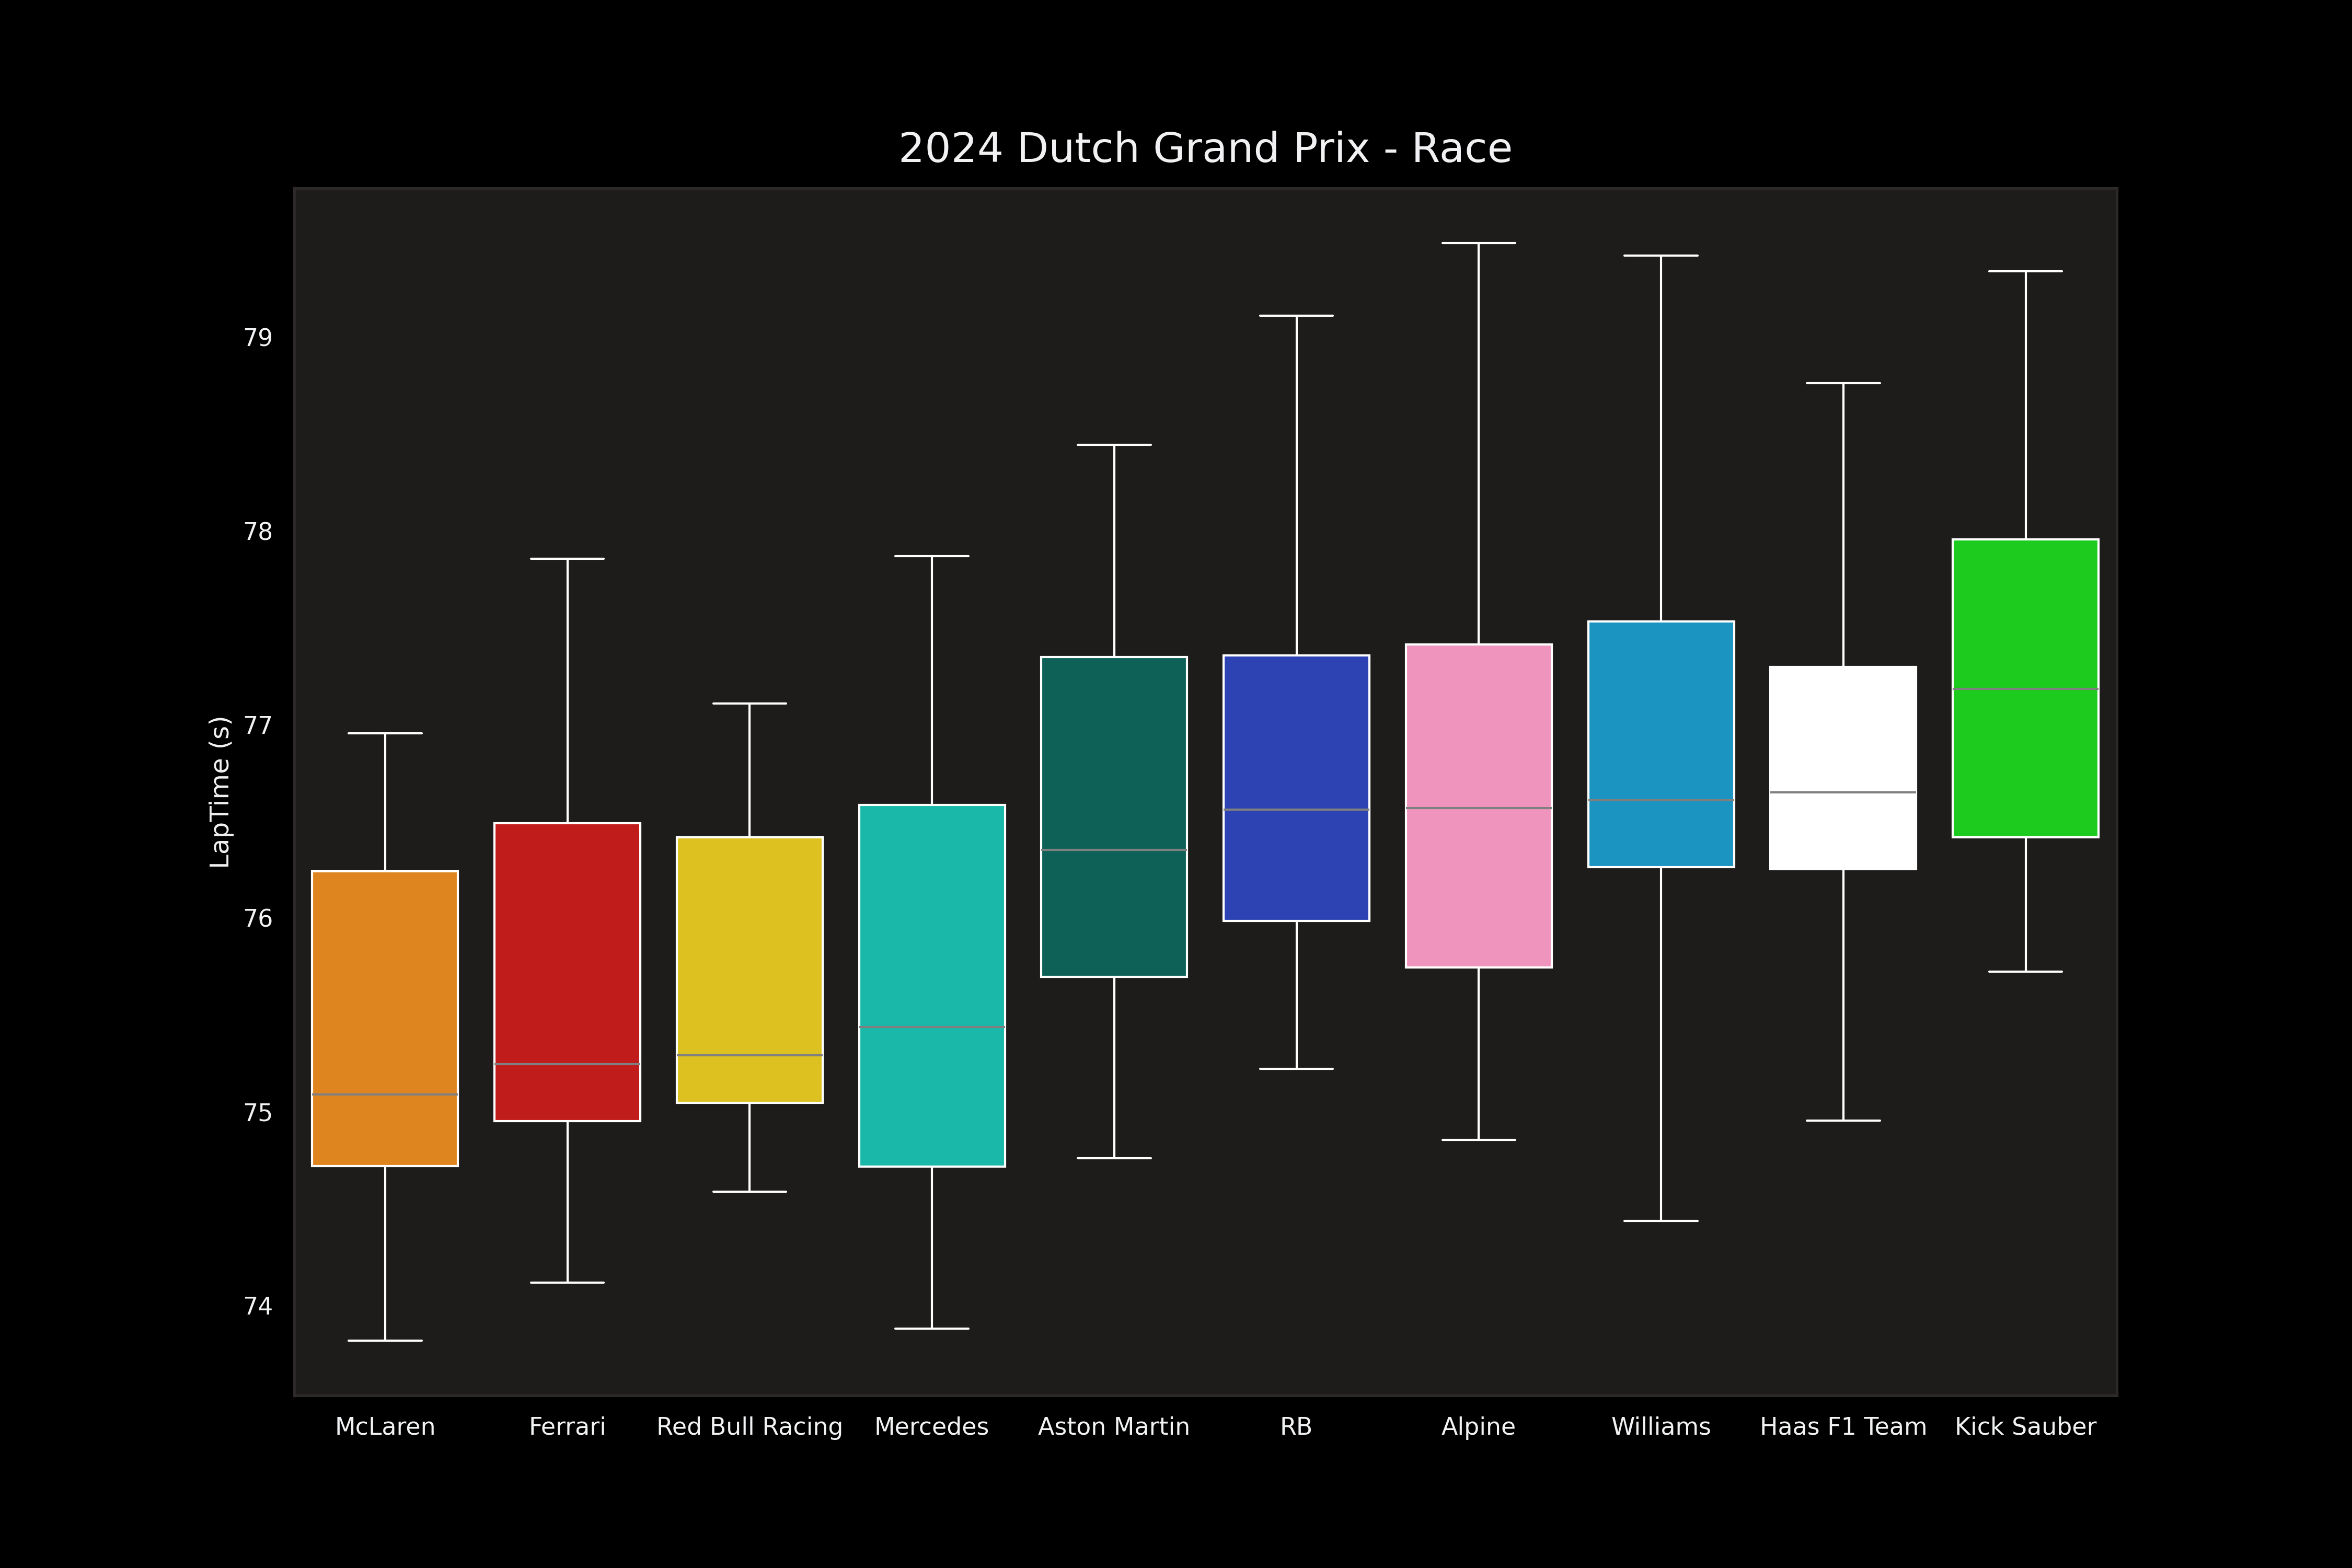 2024 Dutch Grand Prix - Race
LapTime (s)
79
78
77
76
75
74
McLaren Ferrari Red Bull Racing Mercedes Aston Martin RB Alpine Williams Haas F1 Team Kick Sauber